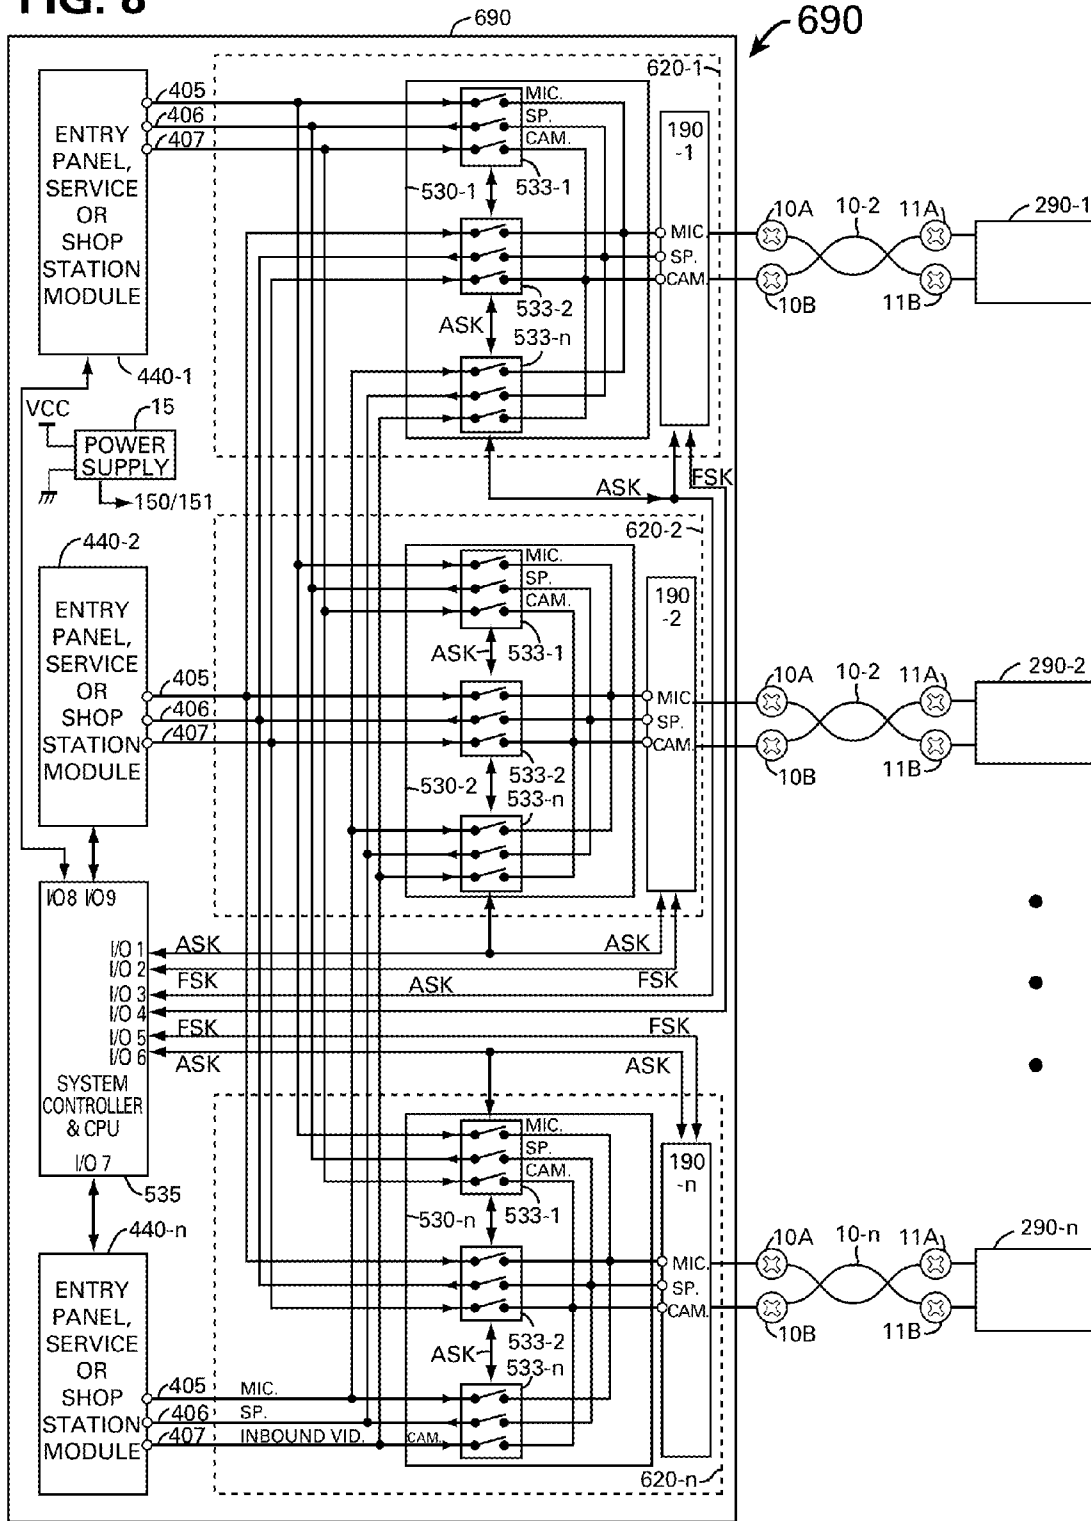 FIG. 8
690
690
620-1
405
406
407
ENTRY
PANEL,
SERVICE
OR
SHOP
STATION
MODULE
440-1
MIC.
SP.
CAM.
530-1
533-1
190
-1
MIC.
SP.
CAM.
533-2
ASK
533-n
10A
10-2
11A
290-1
10B
11B
VCC
15
POWER
SUPPLY
150/151
ASK
FSK
620-2
440-2
ENTRY
PANEL,
SERVICE
OR
SHOP
STATION
MODULE
405
406
407
MIC.
SP.
CAM.
ASK
533-1
190
-2
MIC
SP.
CAM.
530-2
533-2
533-n
10A
10-2
11A
290-2
10B
11B
I/O8 I/O9
I/O 1
I/O 2
I/O 3
I/O 4
I/O 5
I/O 6
SYSTEM
CONTROLLER
& CPU
I/O 7
535
ASK
ASK
FSK
FSK
ASK
FSK
FSK
ASK
ASK
440-n
ENTRY
PANEL,
SERVICE
OR
SHOP
STATION
MODULE
405
MIC.
406
SP.
407
INBOUND VID.
CAM.
MIC.
SP.
CAM.
530-n
533-1
190
-n
MIC.
SP.
CAM.
533-2
ASK
533-n
620-n
10A
10-n
11A
290-n
10B
11B